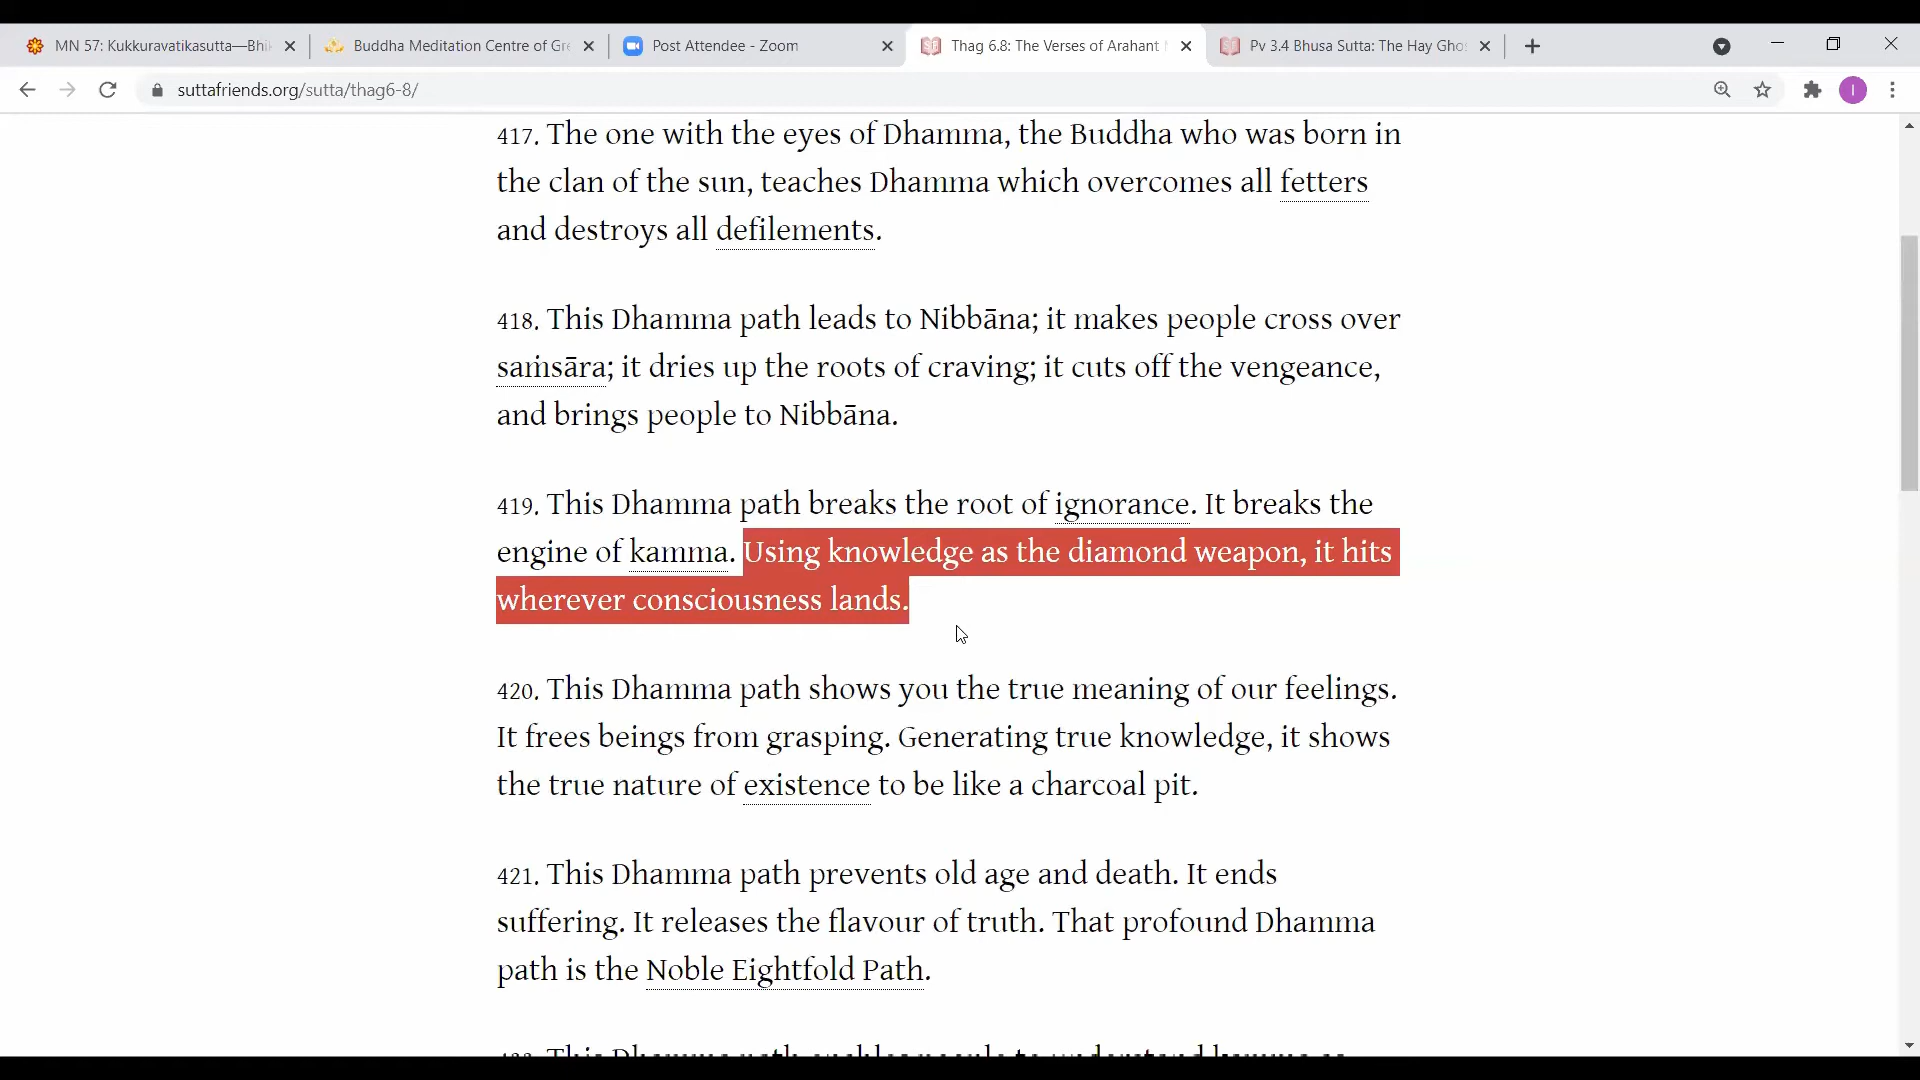 MN 57: Kukkuravatikasutta—Bhi
Buddha Meditation Centre of Gre
Post Attendee - Zoom
Thag 6.8: The Verses of Arahant
Pv 3.4 Bhusa Sutta: The Hay Gho
suttafriends.org/sutta/thag6-8/
I
417. The one with the eyes of Dhamma, the Buddha who was born in
the clan of the sun, teaches Dhamma which overcomes all fetters
and destroys all defilements.
418. This Dhamma path leads to Nibbāna; it makes people cross over
saṁsāra; it dries up the roots of craving; it cuts off the vengeance,
and brings people to Nibbāna.
419. This Dhamma path breaks the root of ignorance. It breaks the
engine of kamma. Using knowledge as the diamond weapon, it hits
wherever consciousness lands.
420. This Dhamma path shows you the true meaning of our feelings.
It frees beings from grasping. Generating true knowledge, it shows
the true nature of existence to be like a charcoal pit.
421. This Dhamma path prevents old age and death. It ends
suffering. It releases the flavour of truth. That profound Dhamma
path is the Noble Eightfold Path.